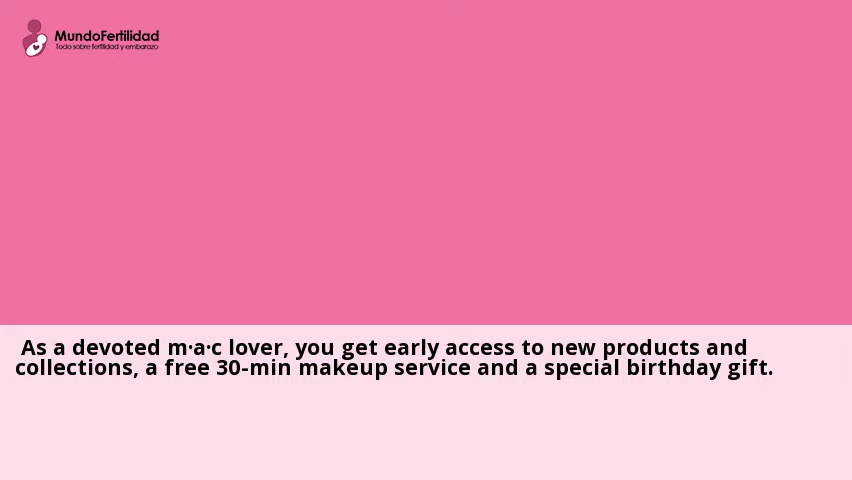 MundoFertilidad
Todo sobre fertilidad y embarazo
As a devoted m·a·c lover, you get early access to new products and
collections, a free 30-min makeup service and a special birthday gift.